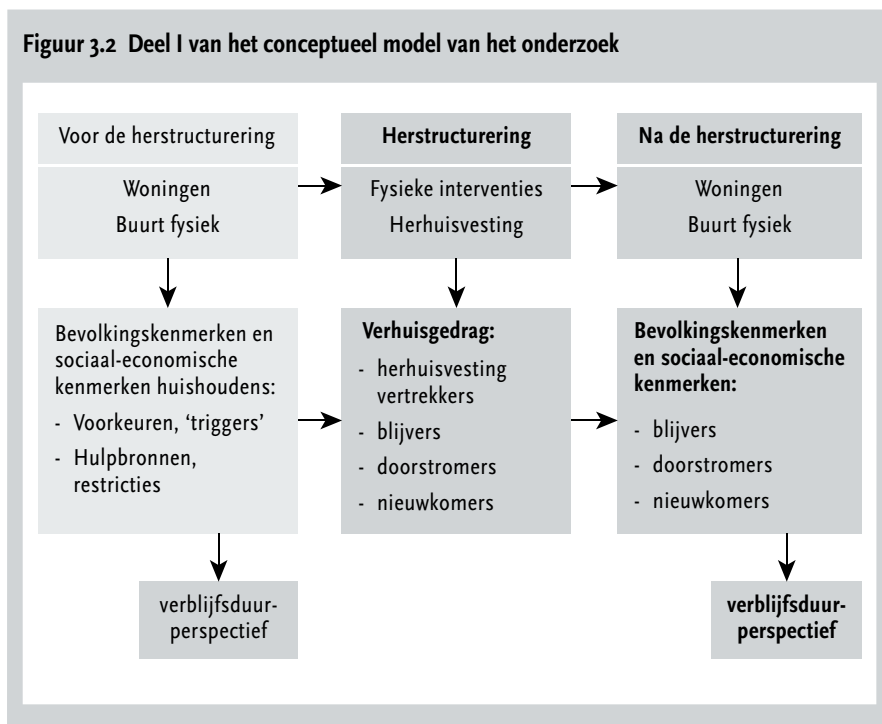 Figuur 3.2 Deel I van het conceptueel model van het onderzoek
Voor de herstructurering
Woningen
Buurt fysiek
Herstructurering
Fysieke interventies
Herhuisvesting
Na de herstructurering
Woningen
Buurt fysiek
Bevolkingskenmerken en
sociaal-economische
kenmerken huishoudens:
- Voorkeuren, ‘triggers’
- Hulpbronnen,
restricties
Verhuisgedrag:
- herhuisvesting
vertrekkers
- blijvers
- doorstromers
- nieuwkomers
Bevolkingskenmerken
en sociaal-economische
kenmerken:
- blijvers
- doorstromers
- nieuwkomers
verblijfsduur-
perspectief
verblijfsduur-
perspectief